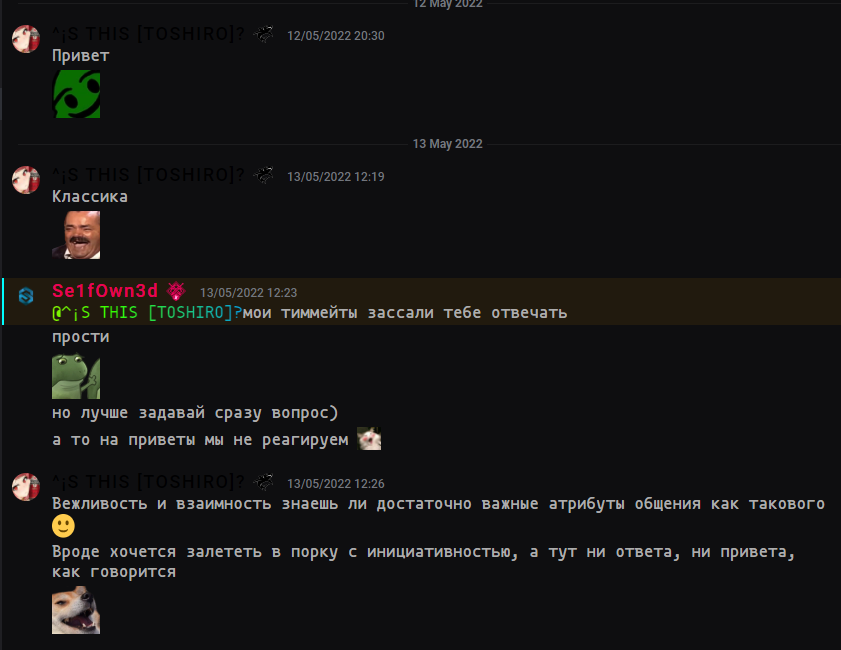 12 May 2022
^¡S THIS [TOSHIRO]? 12/05/2022 20:30
Привет
13 May 2022
^¡S THIS [TOSHIRO]? 13/05/2022 12:19
Классика
Se1fOwn3d 13/05/2022 12:23
@^¡S THIS [TOSHIRO]?мои тиммейты зассали тебе отвечать
прости
но лучше задавай сразу вопрос)
а то на приветы мы не реагируем
^¡S THIS [TOSHIRO]? 13/05/2022 12:26
Вежливость и взаимность знаешь ли достаточно важные атрибуты общения как такового
Вроде хочется залететь в порку с инициативностью, а тут ни ответа, ни привета,
как говорится